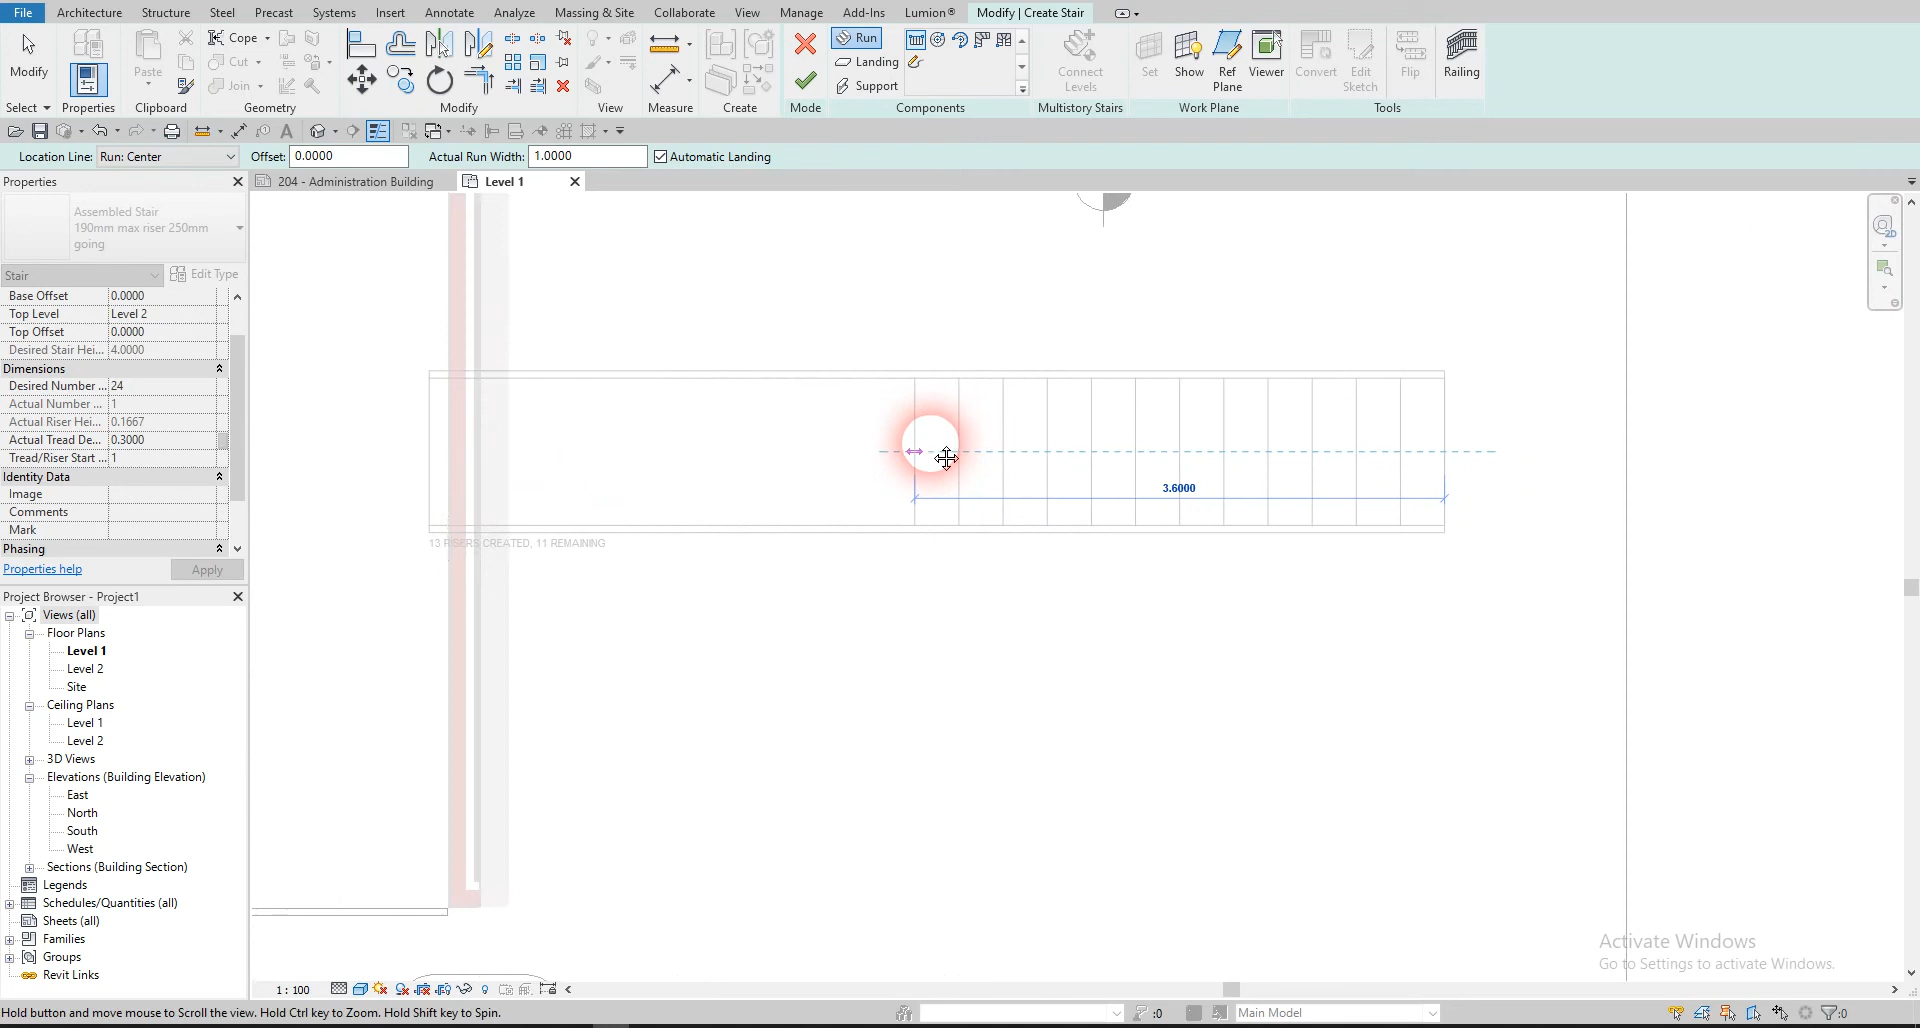 File Architecture Structure Steel Precast Systems Insert Annotate Analyze Massing & Site Collaborate View Manage Add-Ins Lumion® Modify | Create Stair
Modify Paste Cope Cut Join Run Landing Support Connect Levels Set Show Ref Plane Viewer Convert Edit Sketch Flip Railing
Select Properties Clipboard Geometry Modify View Measure Create Mode Components Multistory Stairs Work Plane Tools
Location Line: Run: Center Offset: 0.0000 Actual Run Width: 1.0000 Automatic Landing
Properties 204 - Administration Building Level 1
Assembled Stair
190mm max riser 250mm
going
Stair Edit Type
Base Offset 0.0000
Top Level Level 2
Top Offset 0.0000
Desired Stair Hei... 4.0000
Dimensions
Desired Number ... 24
Actual Number ... 1
Actual Riser Hei... 0.1667
Actual Tread De... 0.3000
Tread/Riser Start ... 1
Identity Data
Image
Comments
Mark
Phasing
Properties help Apply
3.6000
13 RISERS CREATED, 11 REMAINING
Project Browser - Project1
Views (all)
Floor Plans
Level 1
Level 2
Site
Ceiling Plans
Level 1
Level 2
3D Views
Elevations (Building Elevation)
East
North
South
West
Sections (Building Section)
Legends
Schedules/Quantities (all)
Sheets (all)
Families
Groups
Revit Links
Activate Windows
Go to Settings to activate Windows.
1 : 100
Hold button and move mouse to Scroll the view. Hold Ctrl key to Zoom. Hold Shift key to Spin. :0 Main Model :0
2D